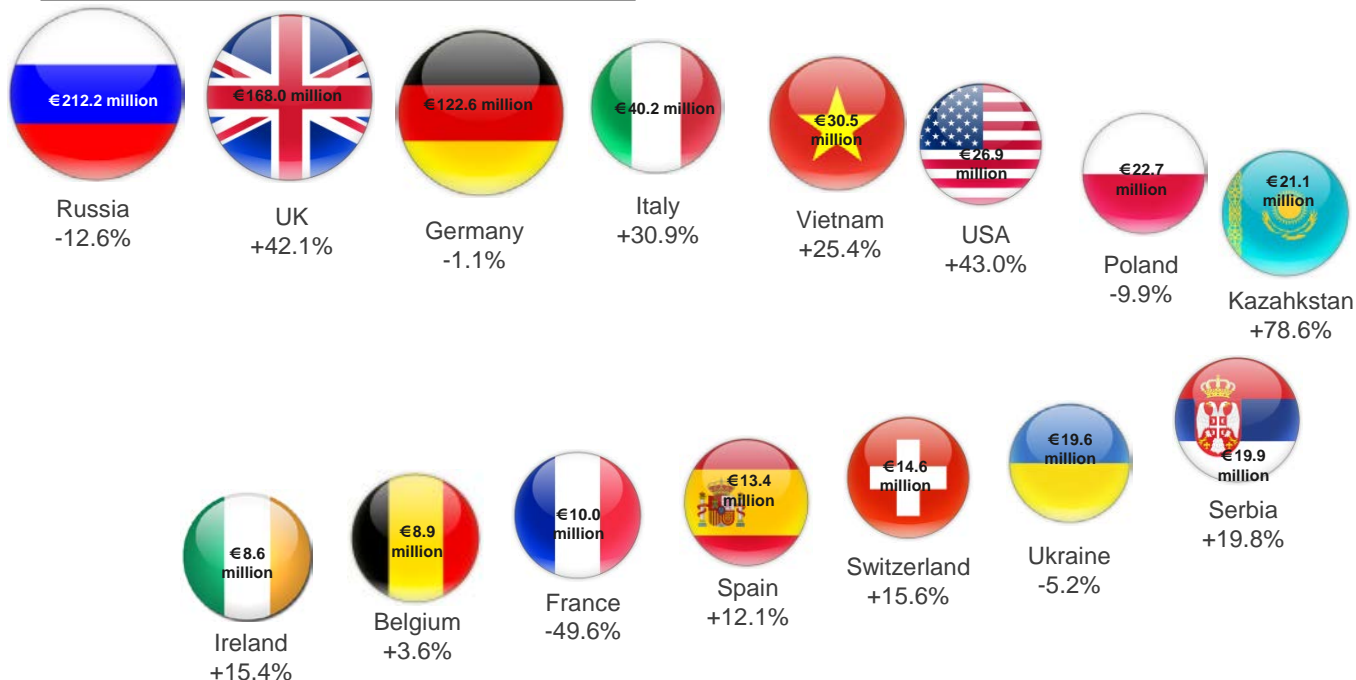 €212.2 million
€168.0 million
€122.6 million
€40.2 million
€30.5
million
€26.9
million
€22.7
million
€21.1
million
Russia
-12.6%
UK
+42.1%
Germany
-1.1%
Italy
+30.9%
Vietnam
+25.4%
USA
+43.0%
Poland
-9.9%
Kazahkstan
+78.6%
€8.6
million
€8.9
million
€10.0
million
€13.4
million
€14.6
million
€19.6
million
€19.9
million
Ireland
+15.4%
Belgium
+3.6%
France
-49.6%
Spain
+12.1%
Switzerland
+15.6%
Ukraine
-5.2%
Serbia
+19.8%